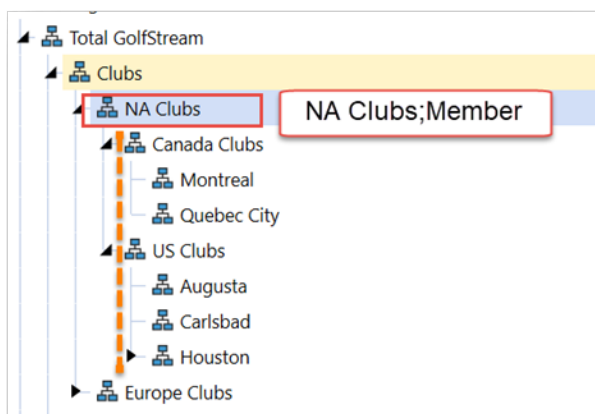 Total GolfStream
Clubs
NA Clubs
NA Clubs;Member
Canada Clubs
Montreal
Quebec City
US Clubs
Augusta
Carlsbad
Houston
Europe Clubs